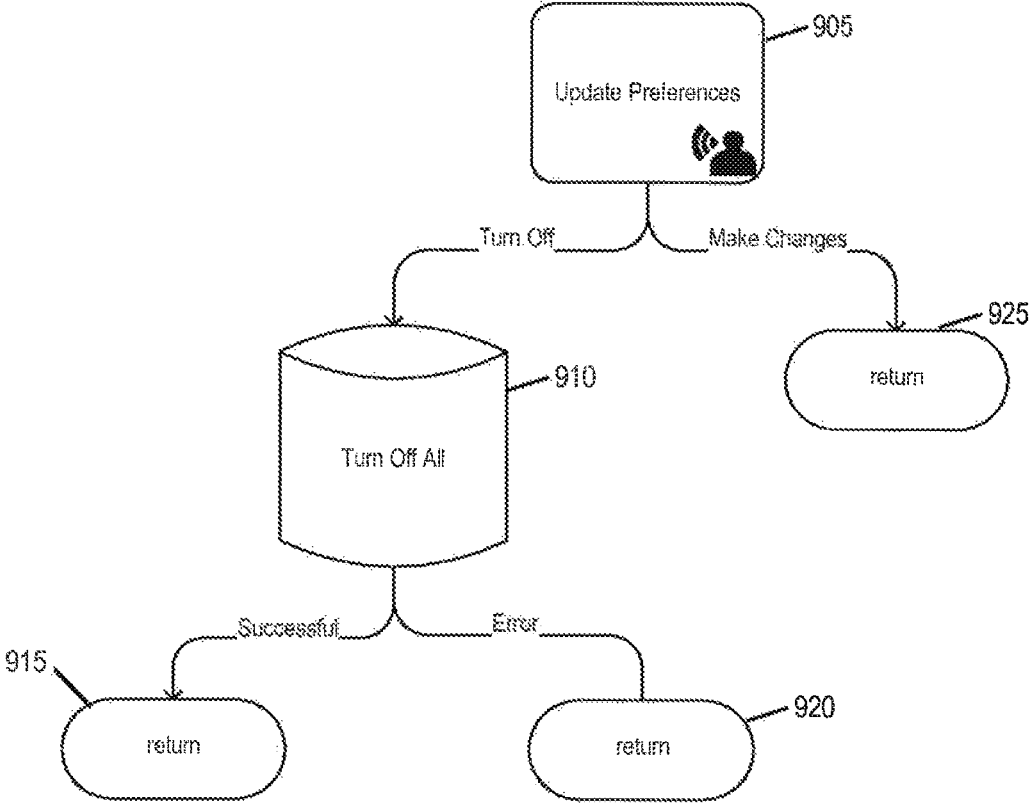 905
Update Preferences
Turn Off
Make Changes
925
return
910
Turn Off All
Successful
Error
915
return
920
return